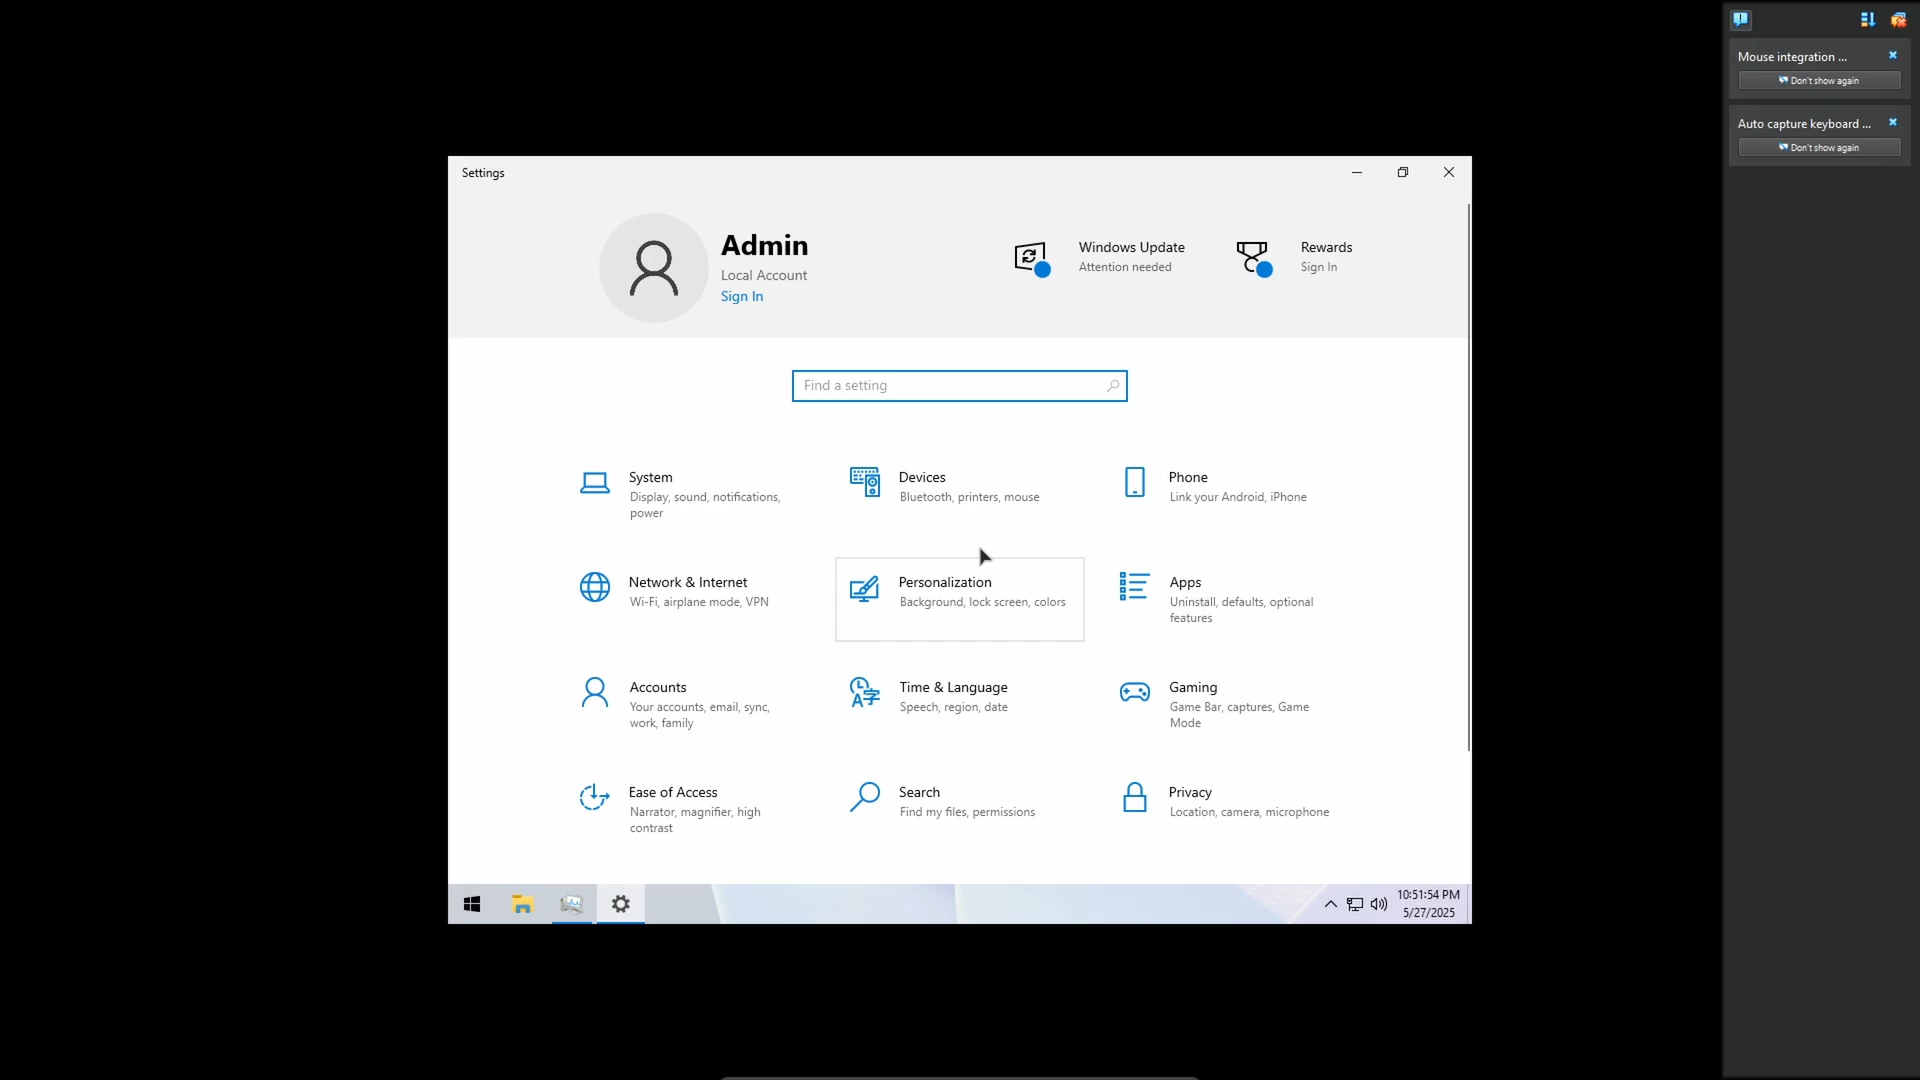 Mouse integration ...
Don't show again
Auto capture keyboard ...
Don't show again
Settings
Admin
Local Account
Sign In
Windows Update
Attention needed
Rewards
Sign In
Find a setting
System
Display, sound, notifications,
power
Devices
Bluetooth, printers, mouse
Phone
Link your Android, iPhone
Network & Internet
Wi-Fi, airplane mode, VPN
Personalization
Background, lock screen, colors
Apps
Uninstall, defaults, optional
features
Accounts
Your accounts, email, sync,
work, family
Time & Language
Speech, region, date
Gaming
Game Bar, captures, Game
Mode
Ease of Access
Narrator, magnifier, high
contrast
Search
Find my files, permissions
Privacy
Location, camera, microphone
10:51:54 PM
5/27/2025